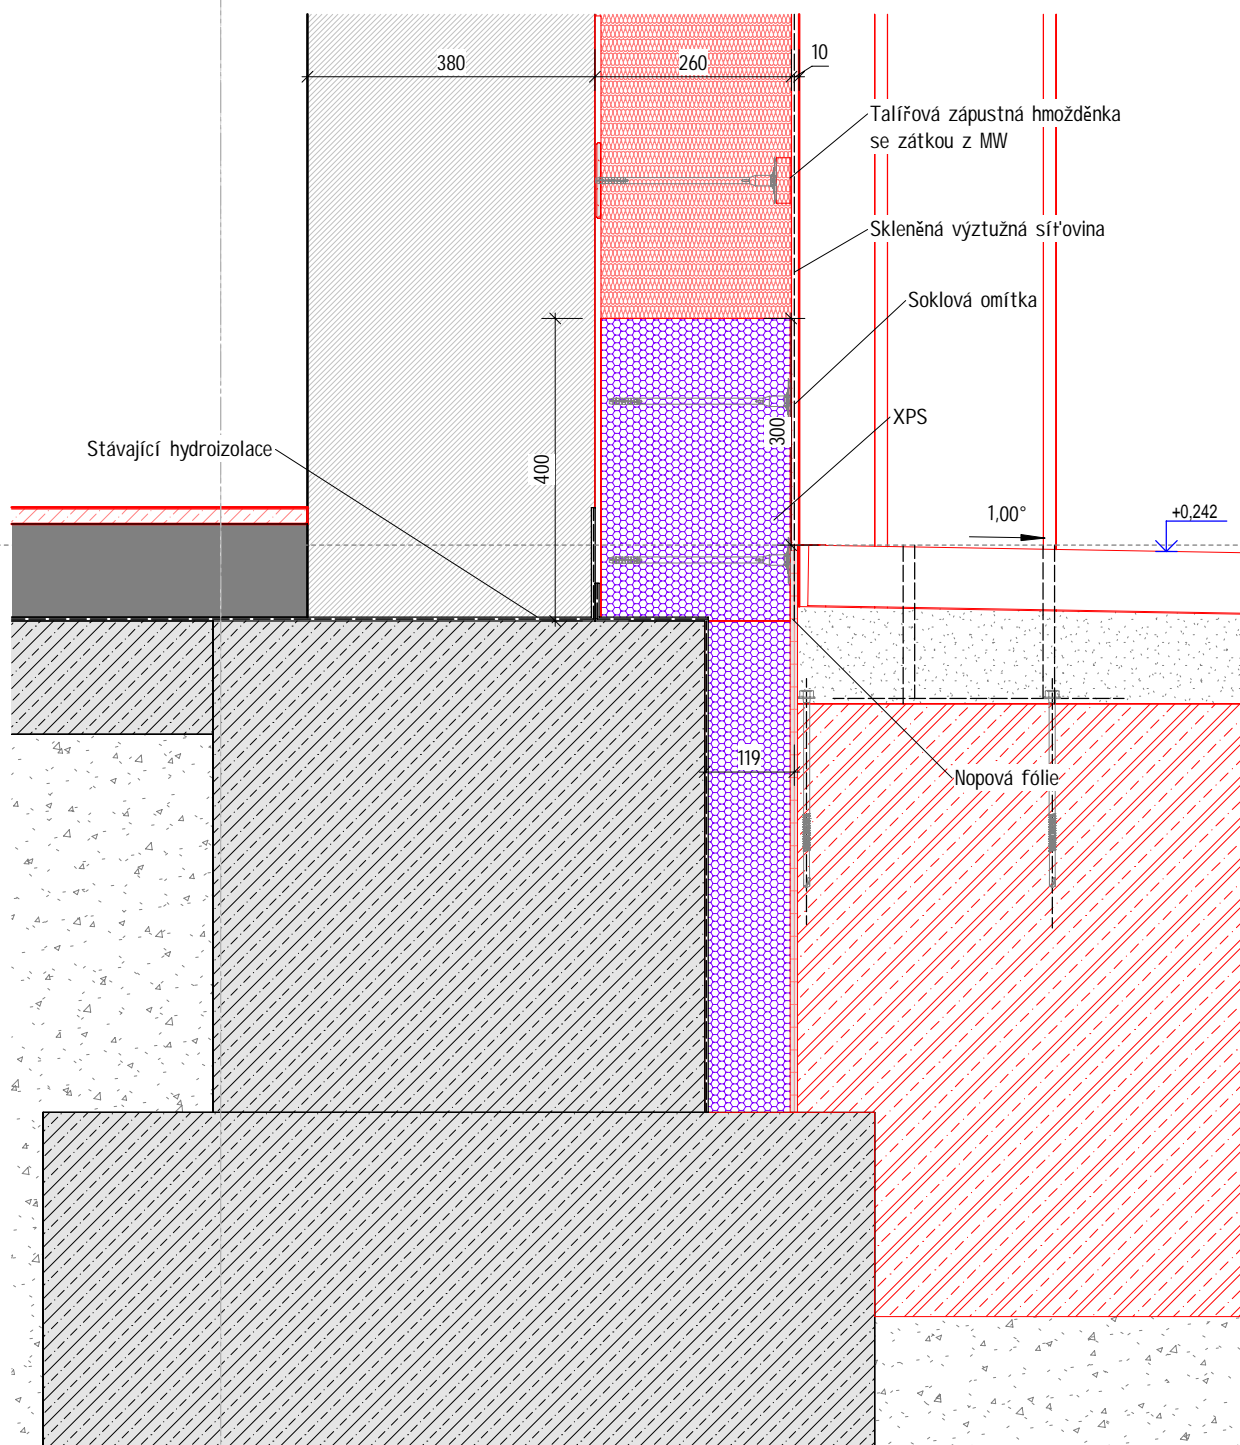 380
260
10
Talířová zápustná hmožděnka
se zátkou z MW
Skleněná výztužná síťovina
Soklová omítka
XPS
300
Stávající hydroizolace
400
1,00°
+0,242
119
Nopová fólie